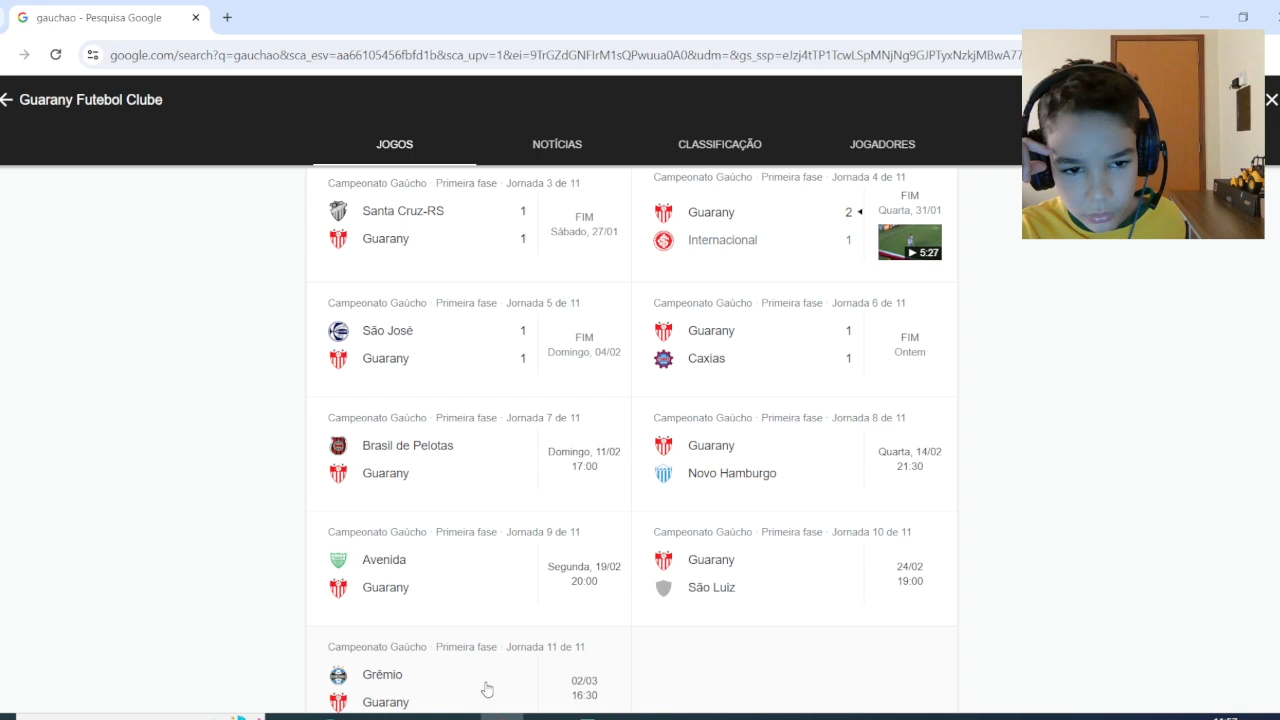 gauchao - Pesquisa Google
google.com/search?q=gauchao&sca_esv=aa66105456fbfd1b&sca_upv=1&ei=9TrGZdGNFIrM1sQPwuua0A0&udm=&gs_ssp=eJzj4tTP1TcwLSpMNjNg9GJPTyxNzkjMBwA77
Guarany Futebol Clube
JOGOS
NOTÍCIAS
CLASSIFICAÇÃO
JOGADORES
Campeonato Gaúcho · Primeira fase · Jornada 3 de 11
Santa Cruz-RS 1
Guarany 1
FIM
Sábado, 27/01
Campeonato Gaúcho · Primeira fase · Jornada 4 de 11
Guarany 2
Internacional 1
FIM
Quarta, 31/01
5:27
Campeonato Gaúcho · Primeira fase · Jornada 5 de 11
São José 1
Guarany 1
FIM
Domingo, 04/02
Campeonato Gaúcho · Primeira fase · Jornada 6 de 11
Guarany 1
Caxias 1
FIM
Ontem
Campeonato Gaúcho · Primeira fase · Jornada 7 de 11
Brasil de Pelotas
Guarany
Domingo, 11/02
17:00
Campeonato Gaúcho · Primeira fase · Jornada 8 de 11
Guarany
Novo Hamburgo
Quarta, 14/02
21:30
Campeonato Gaúcho · Primeira fase · Jornada 9 de 11
Avenida
Guarany
Segunda, 19/02
20:00
Campeonato Gaúcho · Primeira fase · Jornada 10 de 11
Guarany
São Luiz
24/02
19:00
Campeonato Gaúcho · Primeira fase · Jornada 11 de 11
Grêmio
Guarany
02/03
16:30